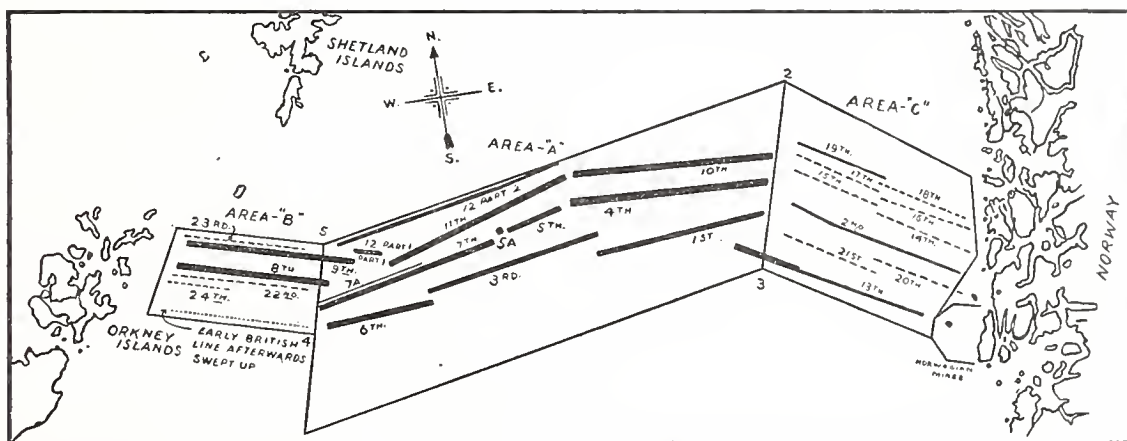 SHETLAND
ISLANDS
N.
W.
E.
S.
2
AREA-"C"
AREA-"A"
19TH.
17TH
18TH
15TH
16TH
14TH
2ND
21ST
20TH
13TH
10TH
4TH
1ST.
12 PART 2
11TH
12 PART 1
PART 1
7TH
5A
5TH.
3RD.
6TH.
7A
AREA-"B"
5
23RD.
8TH
9TH.
22ND.
24TH.
4
3
ORKNEY
ISLANDS
EARLY BRITISH
LINE AFTERWARDS
SWEPT UP
NORWEGIAN
MINES
NORWAY